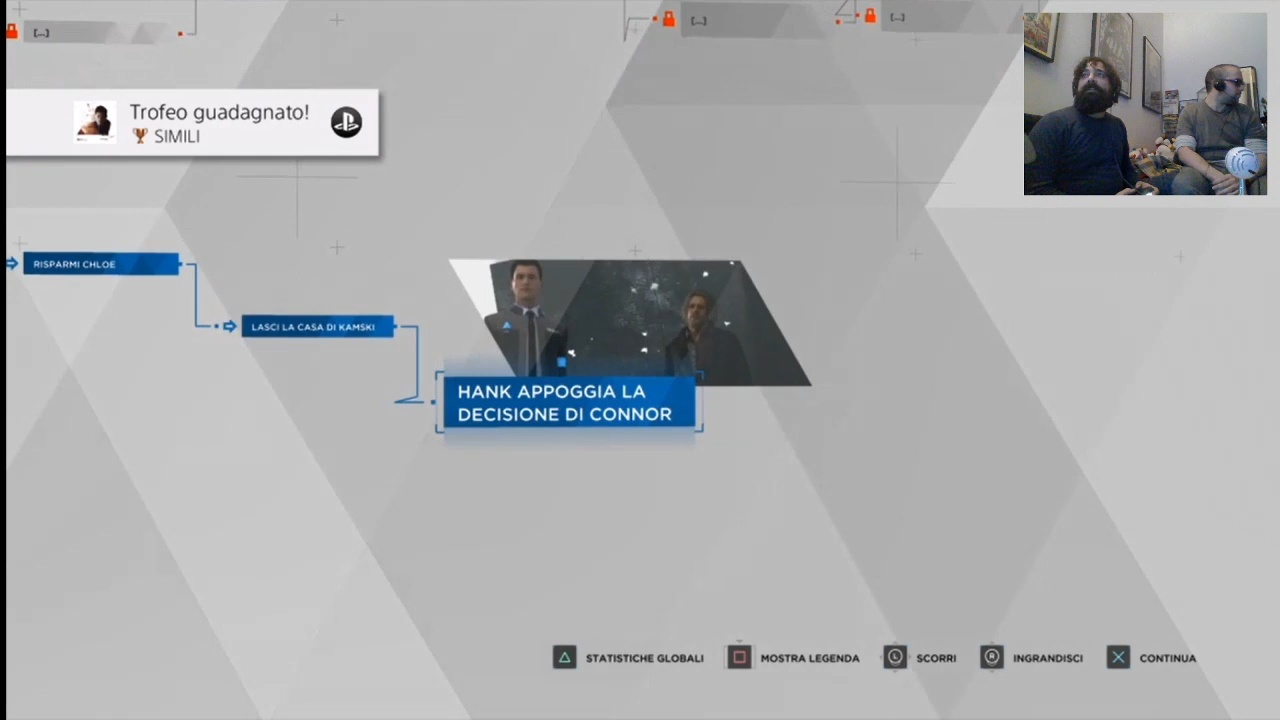 [...]
[...]
[...]
Trofeo guadagnato!
SIMILI
RISPARMI CHLOE
LASCI LA CASA DI KAMSKI
HANK APPOGGIA LA
DECISIONE DI CONNOR
STATISTICHE GLOBALI
MOSTRA LEGENDA
L
SCORRI
R
INGRANDISCI
CONTINUA